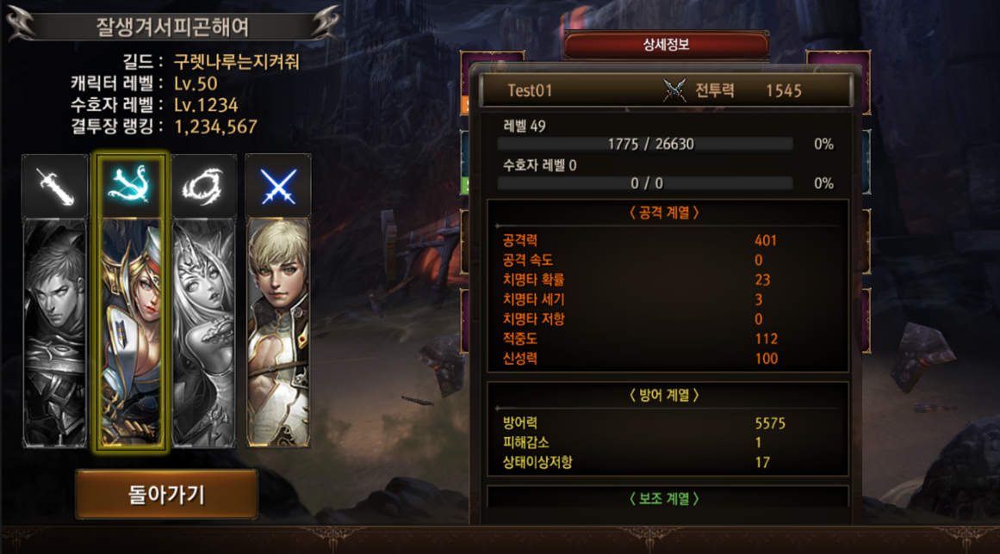 잘생겨서피곤해여
길드 : 구렛나루는지켜줘
캐릭터 레벨 : Lv.50
수호자 레벨 : Lv.1234
결투장 랭킹 : 1,234,567
돌아가기
상세정보
Test01 전투력 1545
레벨 49
1775 / 26630 0%
수호자 레벨 0
0 / 0 0%
〈 공격 계열 〉
공격력 401
공격 속도 0
치명타 확률 23
치명타 세기 3
치명타 저항 0
적중도 112
신성력 100
〈 방어 계열 〉
방어력 5575
피해감소 1
상태이상저항 17
〈 보조 계열 〉